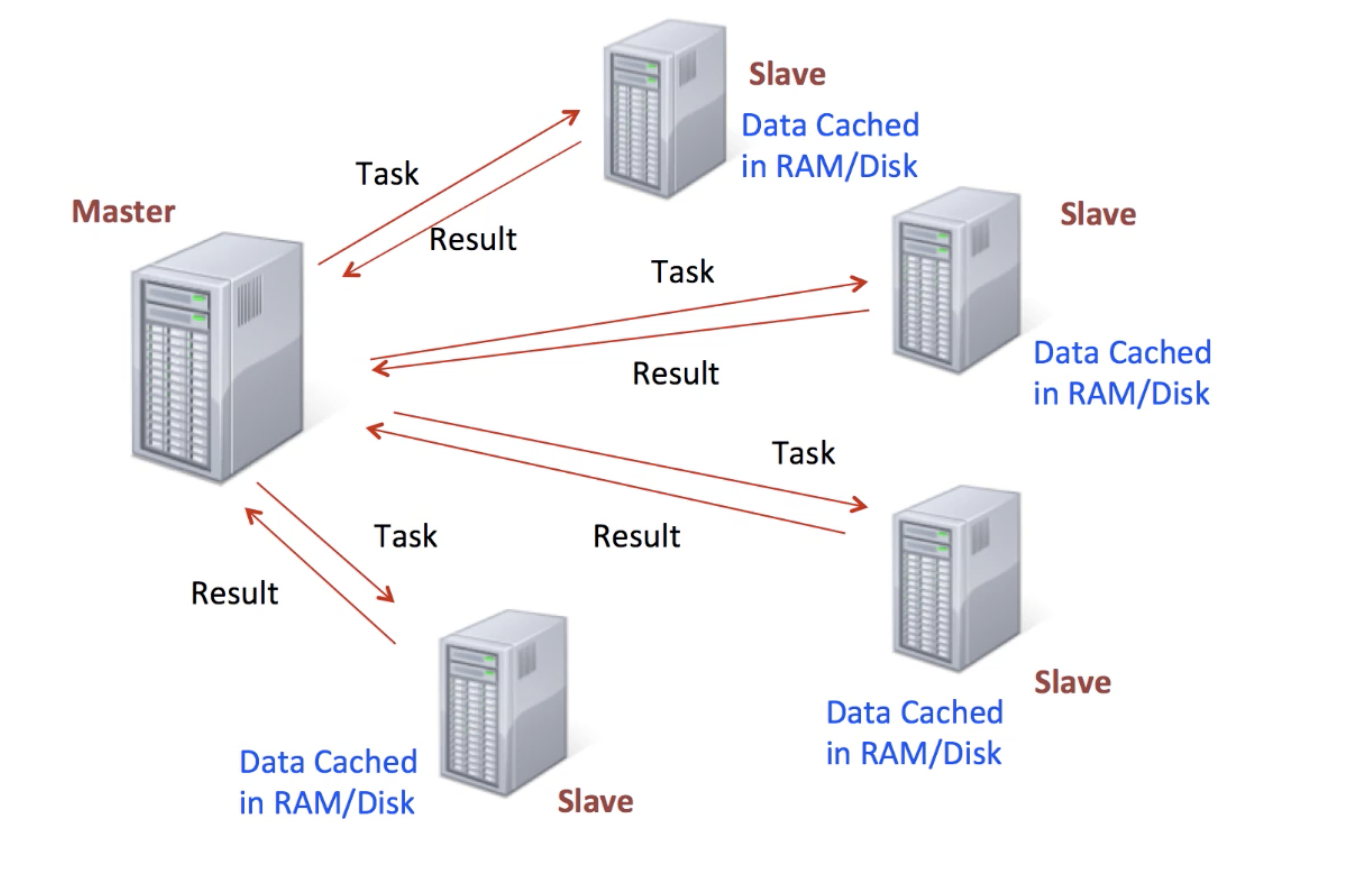 Slave
Data Cached
in RAM/Disk
Task
Master
Result
Slave
Task
Data Cached
in RAM/Disk
Result
Task
Task
Result
Result
Slave
Data Cached
in RAM/Disk
Data Cached
in RAM/Disk
Slave